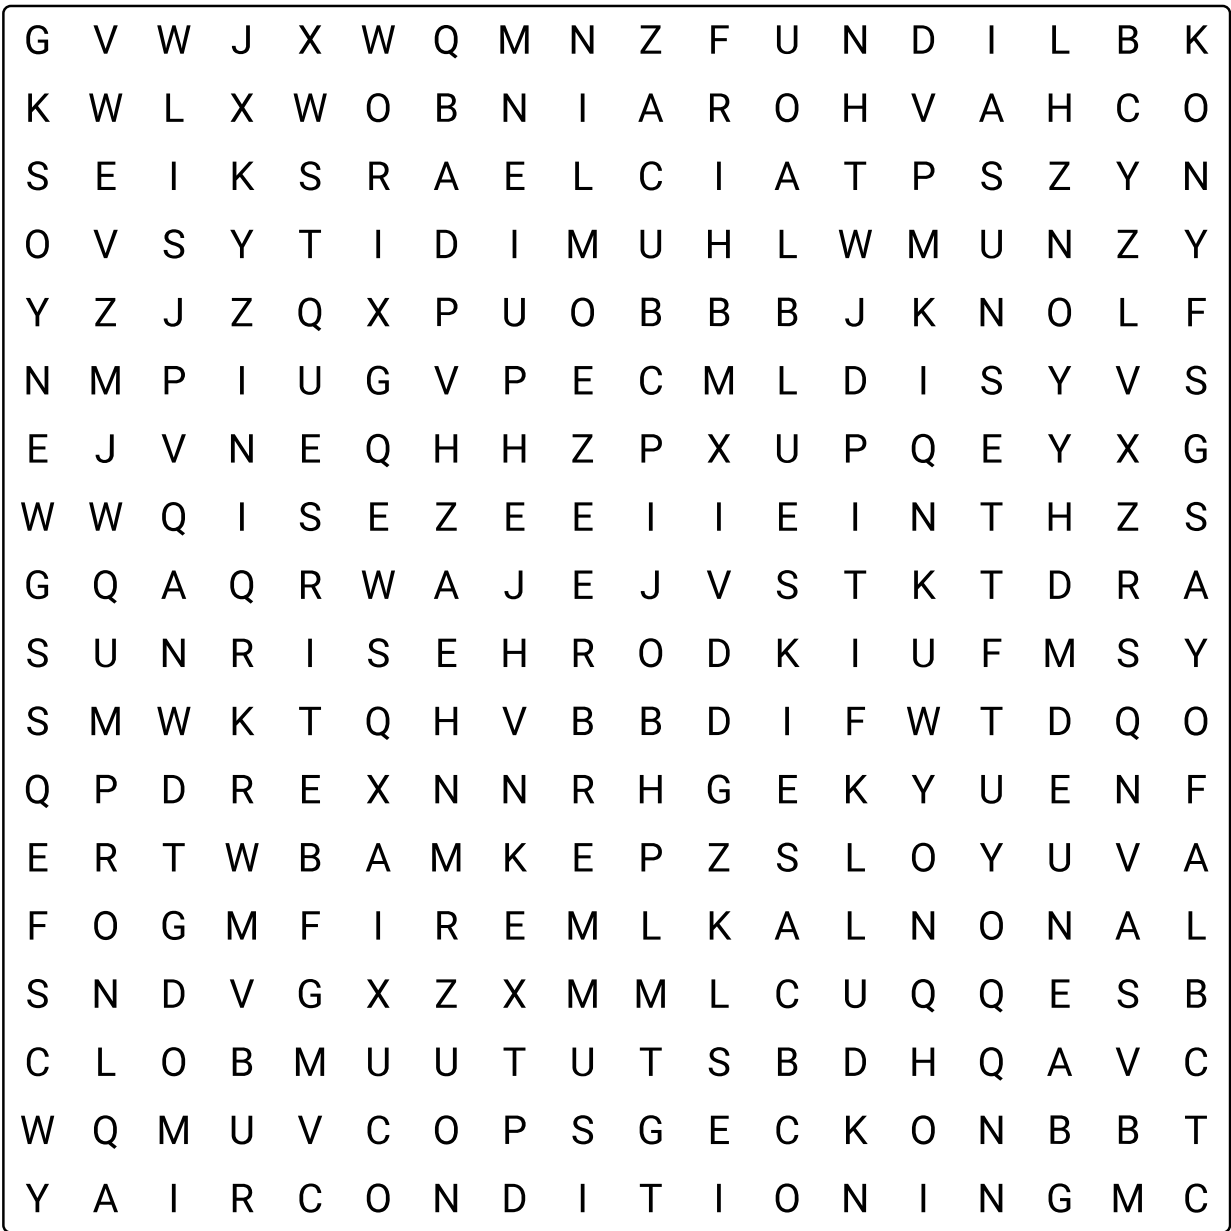 G V W J X W Q M N Z F U N D I L B K
K W L X W O B N I A R O H V A H C O
S E I K S R A E L C I A T P S Z Y N
O V S Y T I D I M U H L W M U N Z Y
Y Z J Z Q X P U O B B B J K N O L F
N M P I U G V P E C M L D I S Y V S
E J V N E Q H H Z P X U P Q E Y X G
W W Q I S E Z E E I I E I N T H Z S
G Q A Q R W A J E J V S T K T D R A
S U N R I S E H R O D K I U F M S Y
S M W K T Q H V B B D I F W T D Q O
Q P D R E X N N R H G E K Y U E N F
E R T W B A M K E P Z S L O Y U V A
F O G M F I R E M L K A L N O N A L
S N D V G X Z X M M L C U Q Q E S B
C L O B M U U T U T S B D H Q A V C
W Q M U V C O P S G E C K O N B B T
Y A I R C O N D I T I O N I N G M C